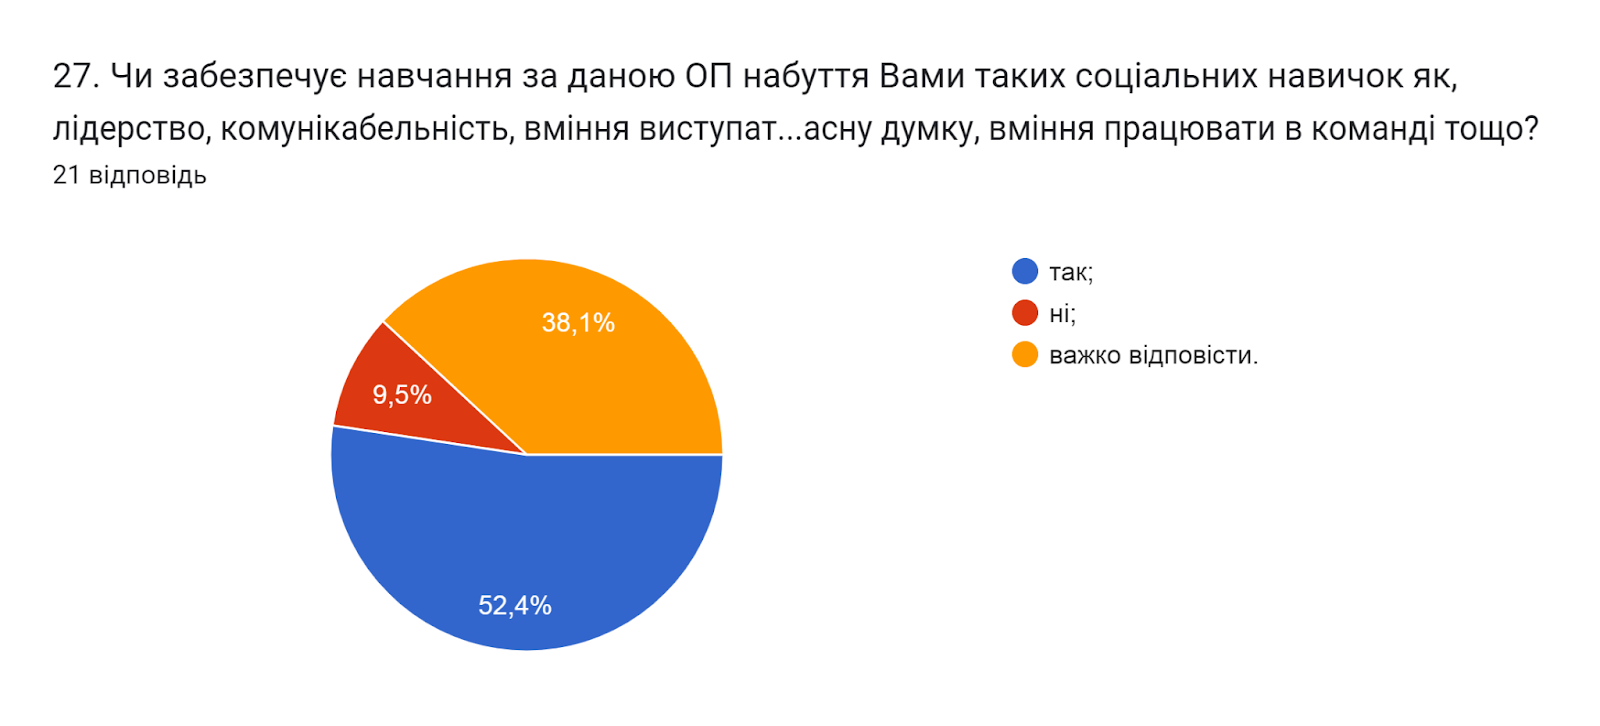 27. Чи забезпечує навчання за даною ОП набуття Вами таких соціальних навичок як,
лідерство, комунікабельність, вміння виступат...асну думку, вміння працювати в команді тощо?
21 відповідь
38,1%
9,5%
52,4%
так;
ні;
важко відповісти.